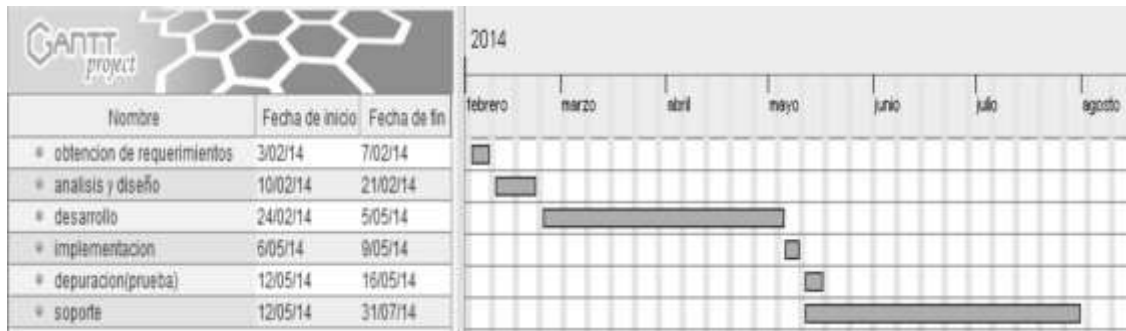 GANTT
project
2014
febrero marzo abril mayo junio julio agosto
Nombre Fecha de inicio Fecha de fin
obtencion de requerimientos 3/02/14 7/02/14
analisis y diseño 10/02/14 21/02/14
desarrollo 24/02/14 5/05/14
implementacion 6/05/14 9/05/14
depuracion(prueba) 12/05/14 16/05/14
soporte 12/05/14 31/07/14